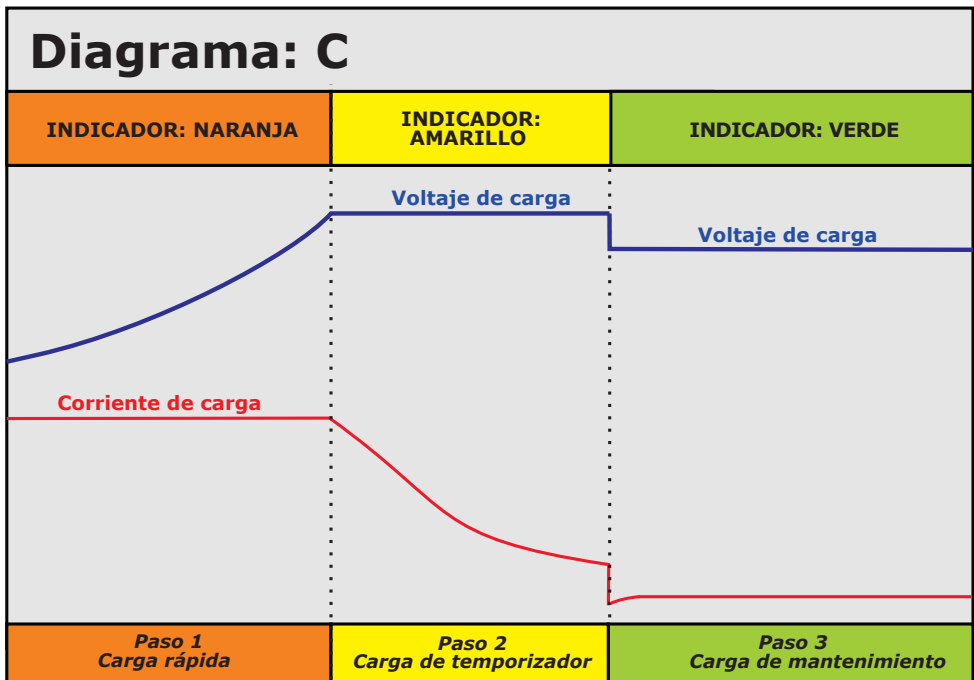 Diagrama: C
INDICADOR: NARANJA
INDICADOR:
AMARILLO
INDICADOR: VERDE
Voltaje de carga
Voltaje de carga
Corriente de carga
Paso 1
Carga rápida
Paso 2
Carga de temporizador
Paso 3
Carga de mantenimiento